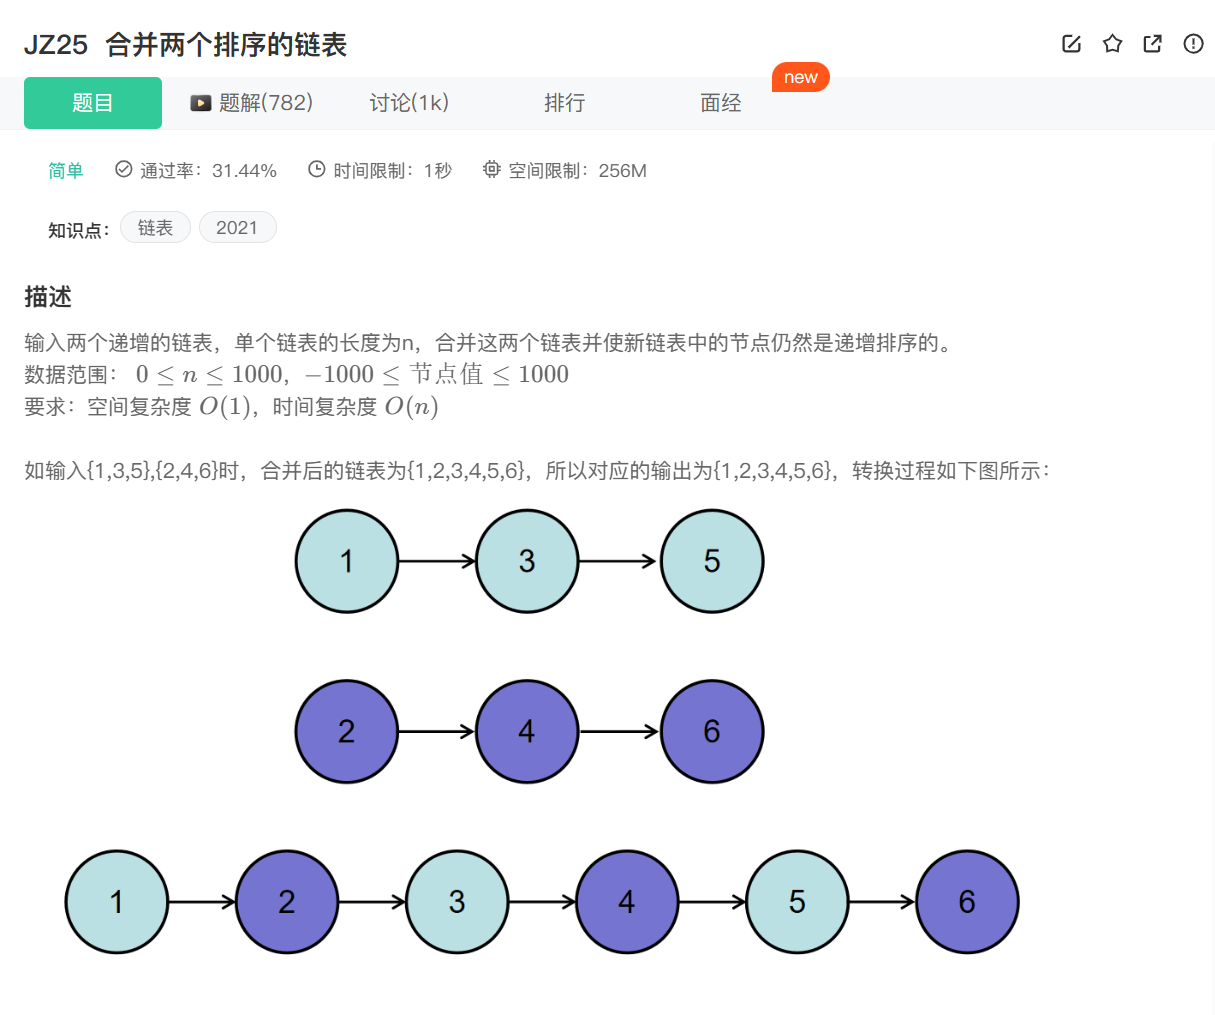 JZ25 合并两个排序的链表
new
题目 题解(782) 讨论(1k) 排行 面经
简单 通过率：31.44% 时间限制：1秒 空间限制：256M
知识点： 链表 2021
描述
输入两个递增的链表，单个链表的长度为n，合并这两个链表并使新链表中的节点仍然是递增排序的。
数据范围： 0 ≤ n ≤ 1000，−1000 ≤ 节点值 ≤ 1000
要求：空间复杂度 O(1)，时间复杂度 O(n)
如输入{1,3,5},{2,4,6}时，合并后的链表为{1,2,3,4,5,6}，所以对应的输出为{1,2,3,4,5,6}，转换过程如下图所示：
1 3 5
2 4 6
1 2 3 4 5 6